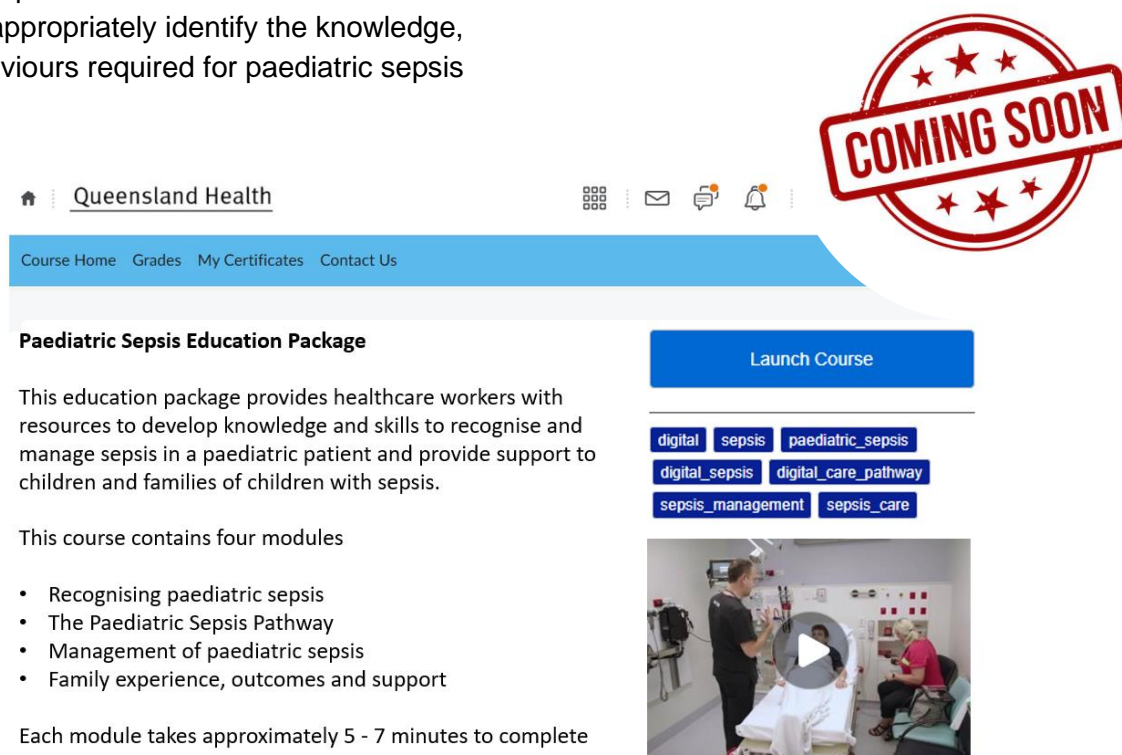 appropriately identify the knowledge,
viours required for paediatric sepsis
COMING SOON
Queensland Health
Course Home Grades My Certificates Contact Us
Paediatric Sepsis Education Package
Launch Course
This education package provides healthcare workers with
resources to develop knowledge and skills to recognise and
manage sepsis in a paediatric patient and provide support to
children and families of children with sepsis.
digital sepsis paediatric_sepsis
digital_sepsis digital_care_pathway
sepsis_management sepsis_care
This course contains four modules
• Recognising paediatric sepsis
• The Paediatric Sepsis Pathway
• Management of paediatric sepsis
• Family experience, outcomes and support
Each module takes approximately 5 - 7 minutes to complete